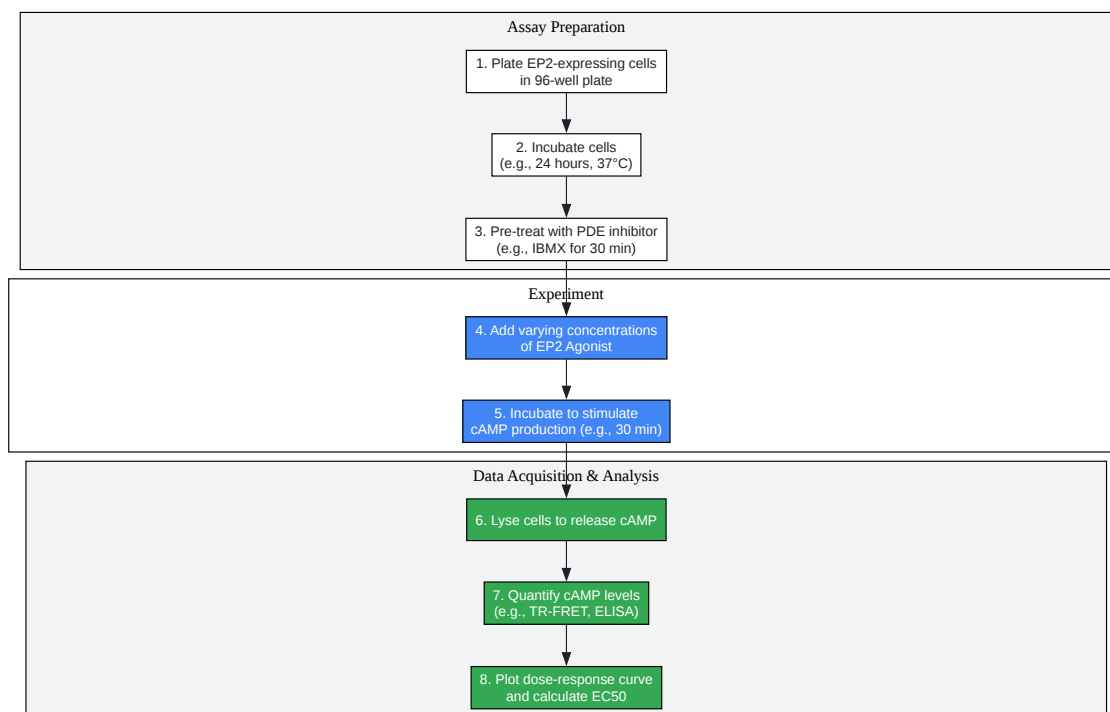 Assay Preparation
1. Plate EP2-expressing cells
in 96-well plate
2. Incubate cells
(e.g., 24 hours, 37°C)
3. Pre-treat with PDE inhibitor
(e.g., IBMX for 30 min)
Experiment
4. Add varying concentrations
of EP2 Agonist
5. Incubate to stimulate
cAMP production (e.g., 30 min)
Data Acquisition & Analysis
6. Lyse cells to release cAMP
7. Quantify cAMP levels
(e.g., TR-FRET, ELISA)
8. Plot dose-response curve
and calculate EC50